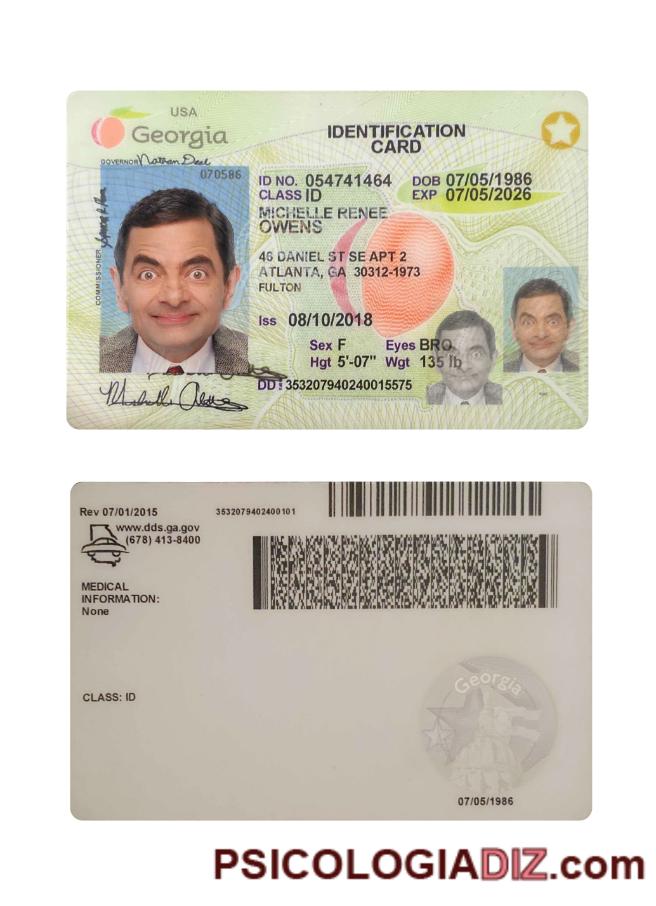 USA
Georgia
IDENTIFICATION
CARD
GOVERNOR Nathan Deal
070586
COMMISSIONER
ID NO. 054741464 DOB 07/05/1986
CLASS ID EXP 07/05/2026
MICHELLE RENEE
OWENS
46 DANIEL ST SE APT 2
ATLANTA, GA 30312-1973
FULTON
Iss 08/10/2018
Sex F Eyes BRO
Hgt 5'-07" Wgt 135 lb
DD: 353207940240015575
Rev 07/01/2015
3532079402400101
www.dds.ga.gov
(678) 413-8400
MEDICAL
INFORMATION:
None
CLASS: ID
Georgia
07/05/1986
PSICOLOGIADIZ.com